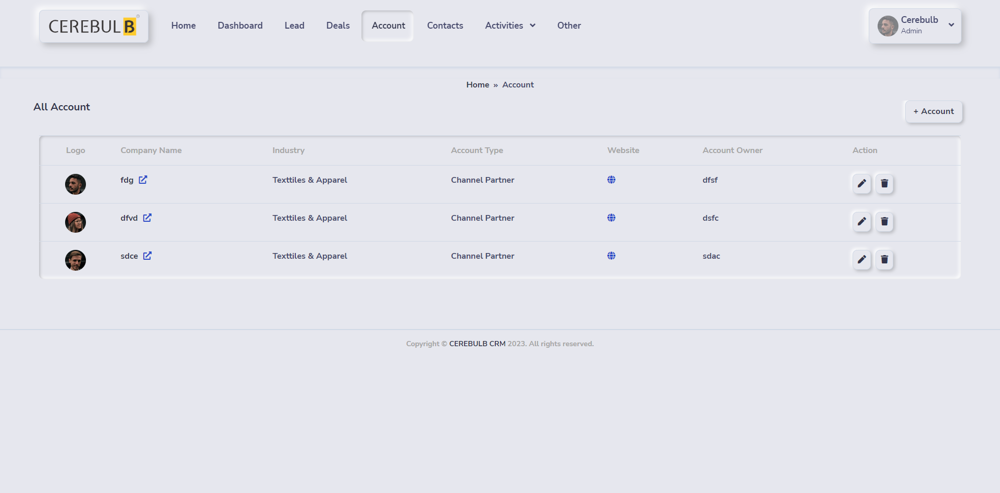 CEREBULB®
Home
Dashboard
Lead
Deals
Account
Contacts
Activities
Other
Cerebulb
Admin
Home » Account
All Account
+ Account
Logo Company Name Industry Account Type Website Account Owner Action
fdg Texttiles & Apparel Channel Partner dfsf
dfvd Texttiles & Apparel Channel Partner dsfc
sdce Texttiles & Apparel Channel Partner sdac
Copyright © CEREBULB CRM 2023. All rights reserved.